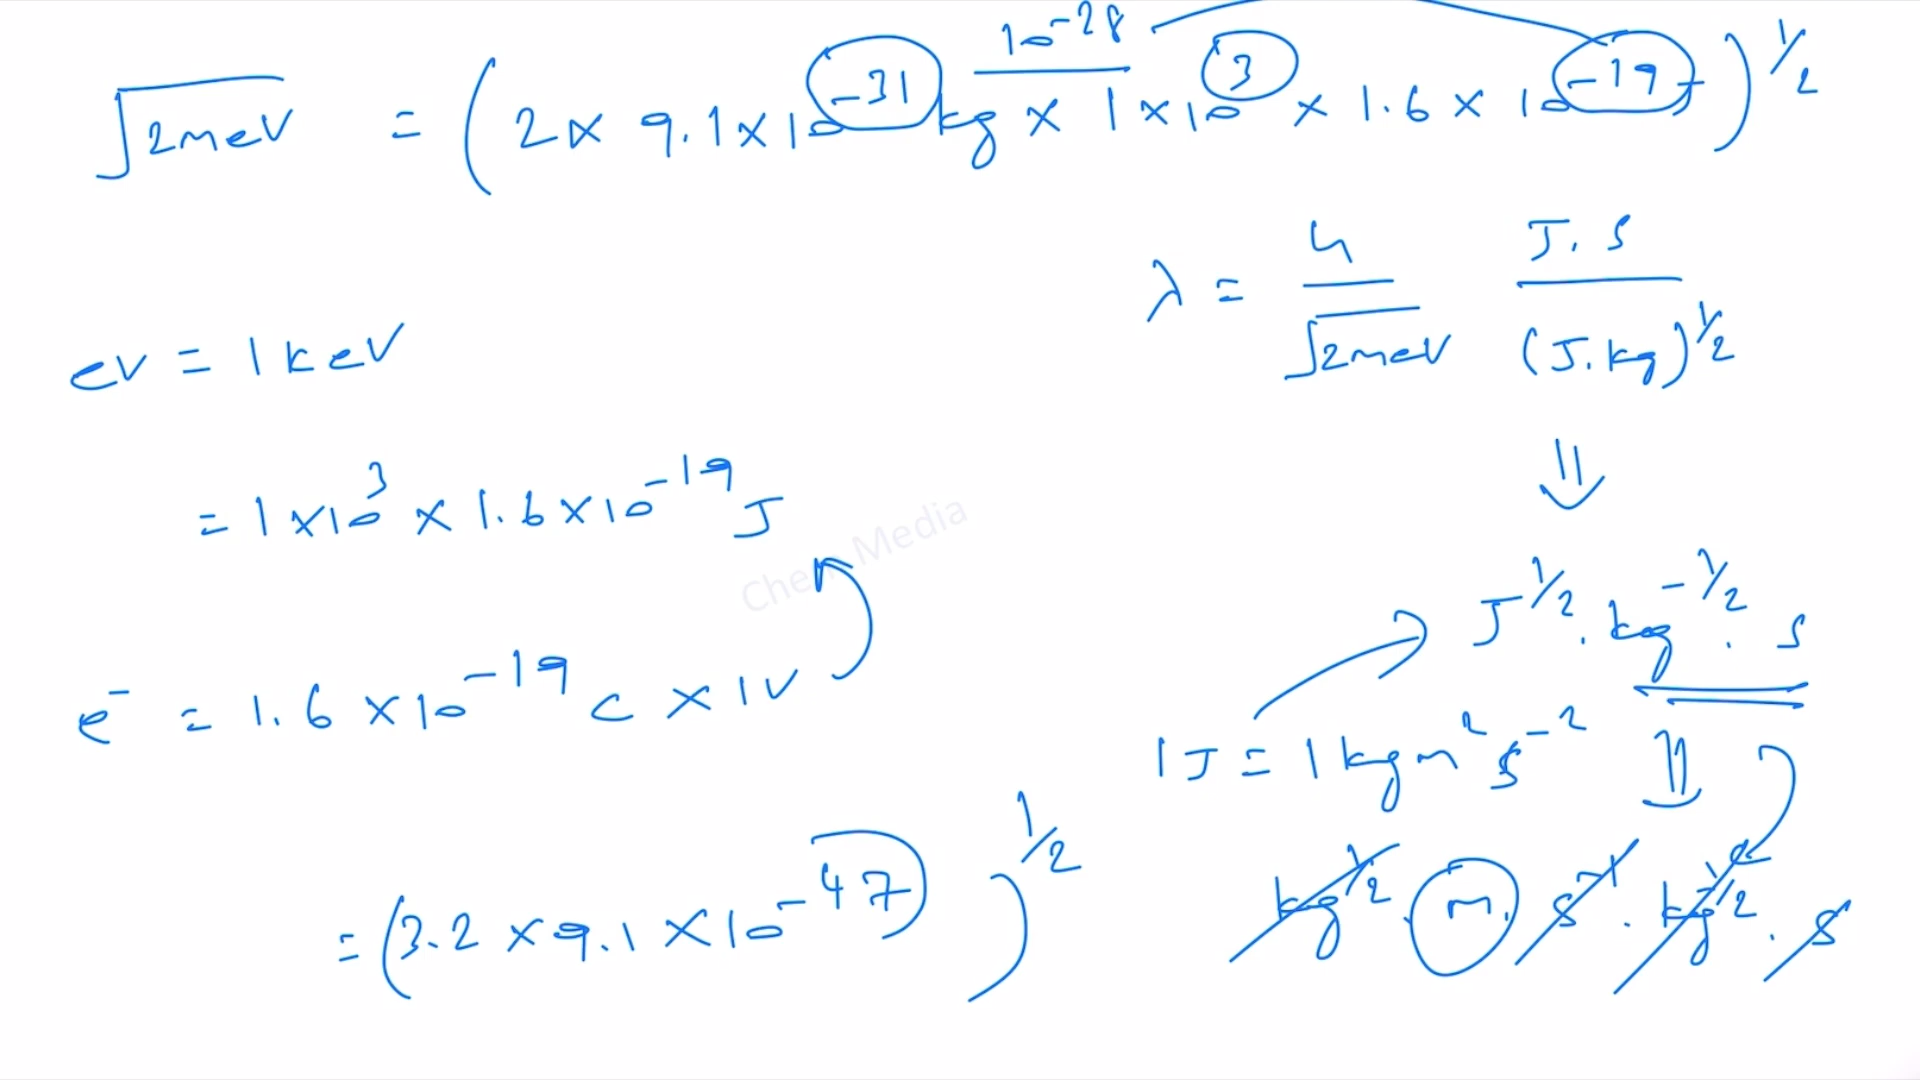 √2meV = (2 × 9.1 × 10^-31 kg × 1 × 10^3 × 1.6 × 10^-19 J)^1/2
10^-28
λ = h / √2meV   J. s / (J. kg)^1/2
eV = 1 keV
⇓
= 1 × 10^3 × 1.6 × 10^-19 J
J^1/2 . kg^-1/2 . s
e^- = 1.6 × 10^-19 C × 1V
1 J = 1 kg m^2 s^-2
⇓
= (3.2 × 9.1 × 10^-47)^1/2
kg^1/2 . m . s^-1 . kg^-1/2 . s
Chem Media